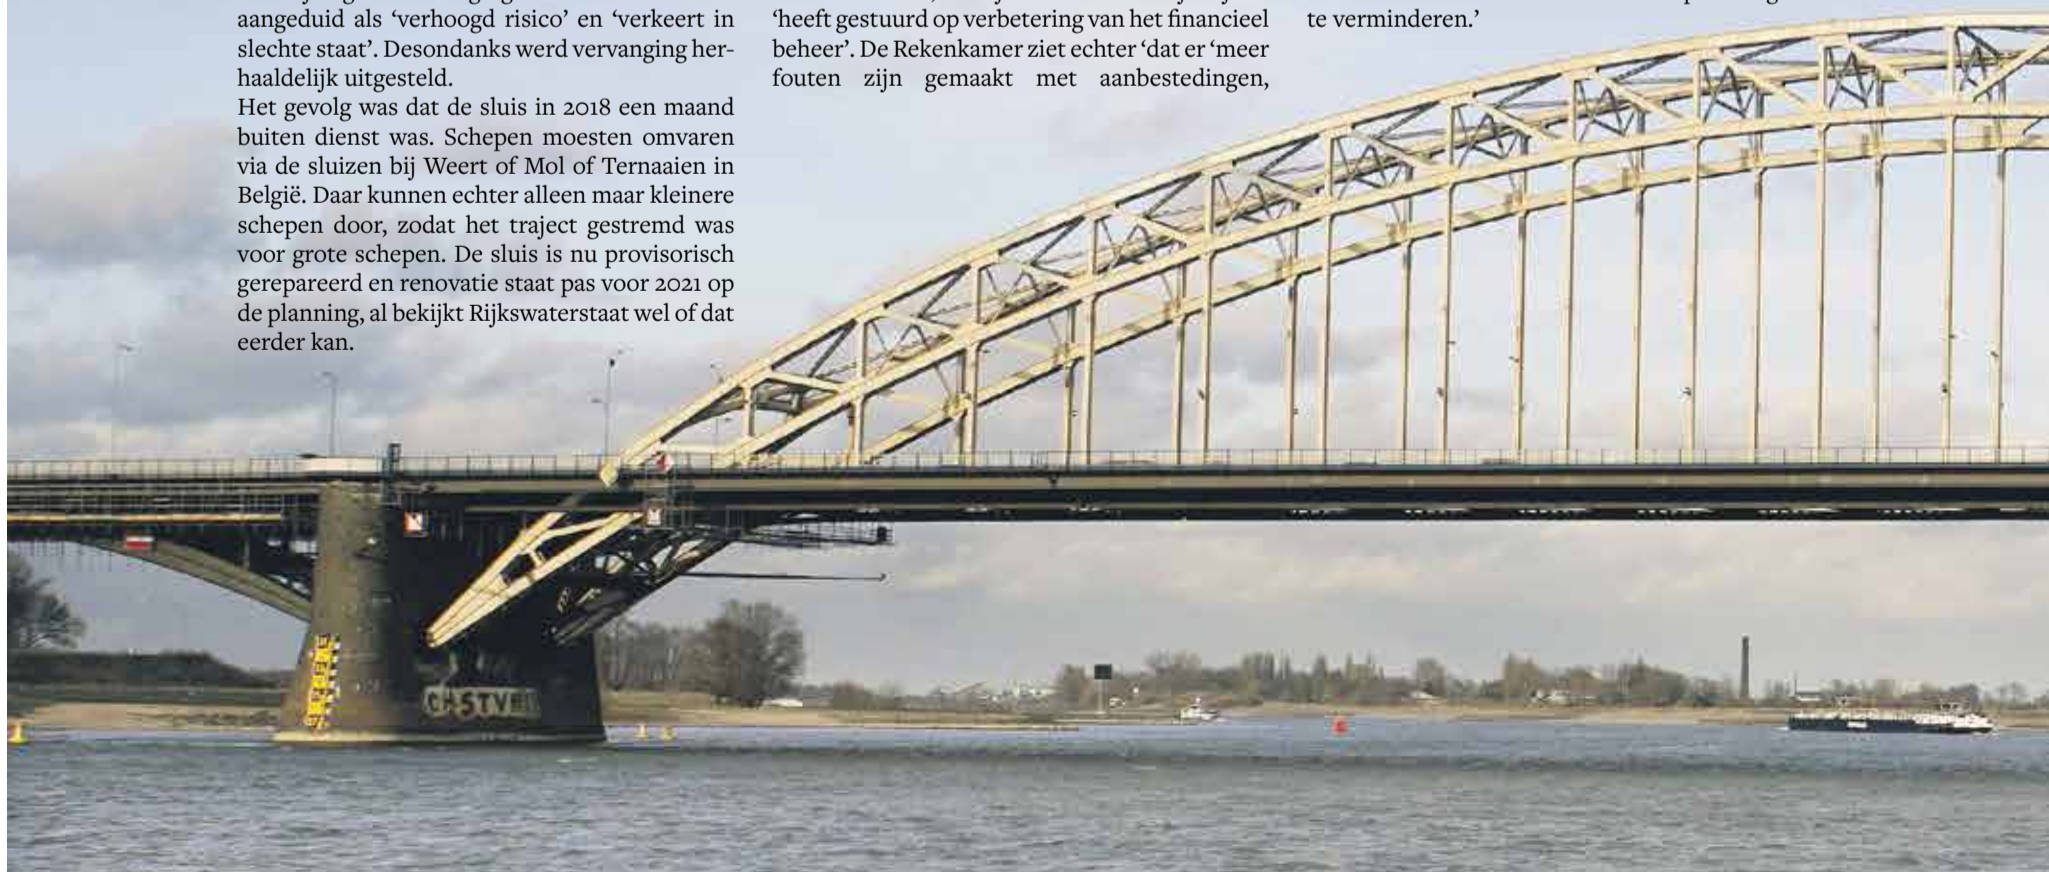 aangeduid als ‘verhoogd risico’ en ‘verkeert in
slechte staat’. Desondanks werd vervanging her-
haaldelijk uitgesteld.
Het gevolg was dat de sluis in 2018 een maand
buiten dienst was. Schepen moesten omvaren
via de sluizen bij Weert of Mol of Ternaaien in
België. Daar kunnen echter alleen maar kleinere
schepen door, zodat het traject gestremd was
voor grote schepen. De sluis is nu provisorisch
gerepareerd en renovatie staat pas voor 2021 op
de planning, al bekijkt Rijkswaterstaat wel of dat
eerder kan.
‘heeft gestuurd op verbetering van het financieel
beheer’. De Rekenkamer ziet echter ‘dat er ‘meer
fouten zijn gemaakt met aanbestedingen,
te verminderen.’